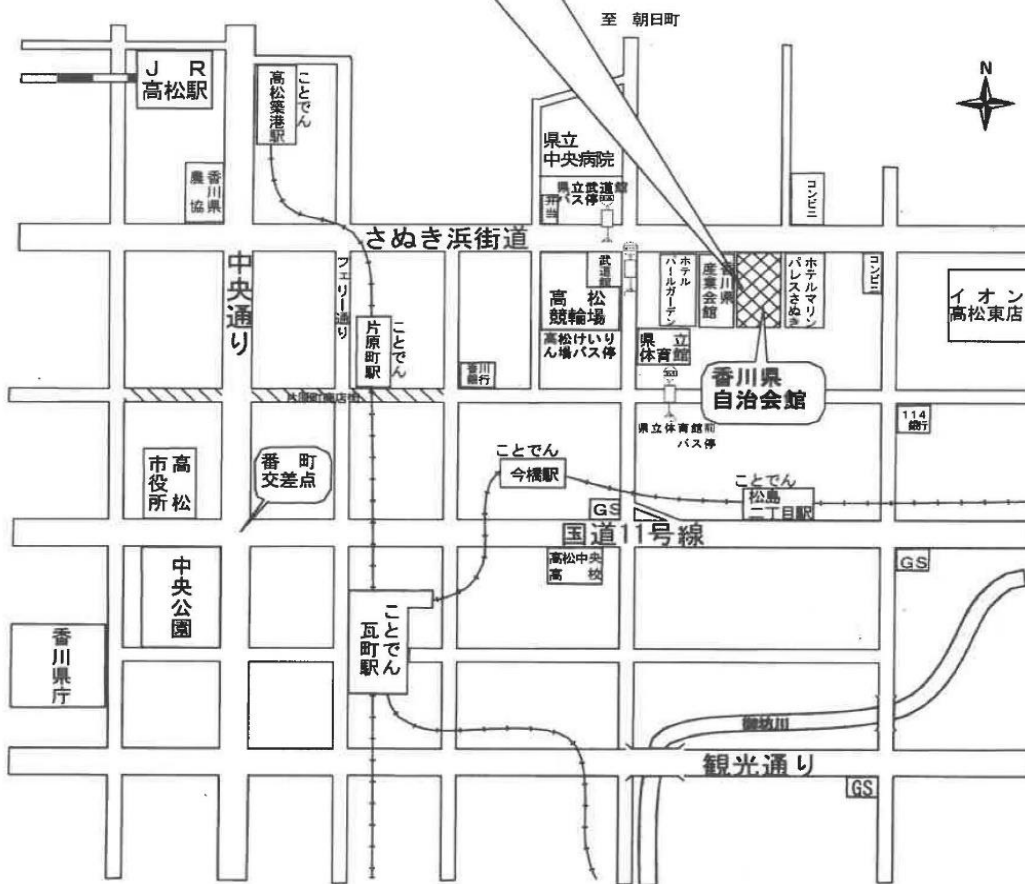 至 朝日町
N
JR
高松駅
ことでん
高松築港駅
香川県
農協
県立
中央病院
県立武道館
バス停
弁当
コンビニ
さぬき浜街道
中央通り
フェリー通り
ことでん
片原町駅
武道館
高松
競輪場
高松けいり
ん場バス停
ホテル
パールガーデン
香川県
産業会館
ホテルマリン
パレスさぬき
コンビニ
イオン
高松東店
県立
体育館
香川
銀行
香川県
自治会館
片原町商店街
県立体育館前
バス停
114
銀行
高松
市役所
番町
交差点
ことでん
今橋駅
ことでん
松島
二丁目駅
GS
国道11号線
高松中央
高校
GS
中央公園
ことでん
瓦町駅
香川県庁
御坊川
観光通り
GS